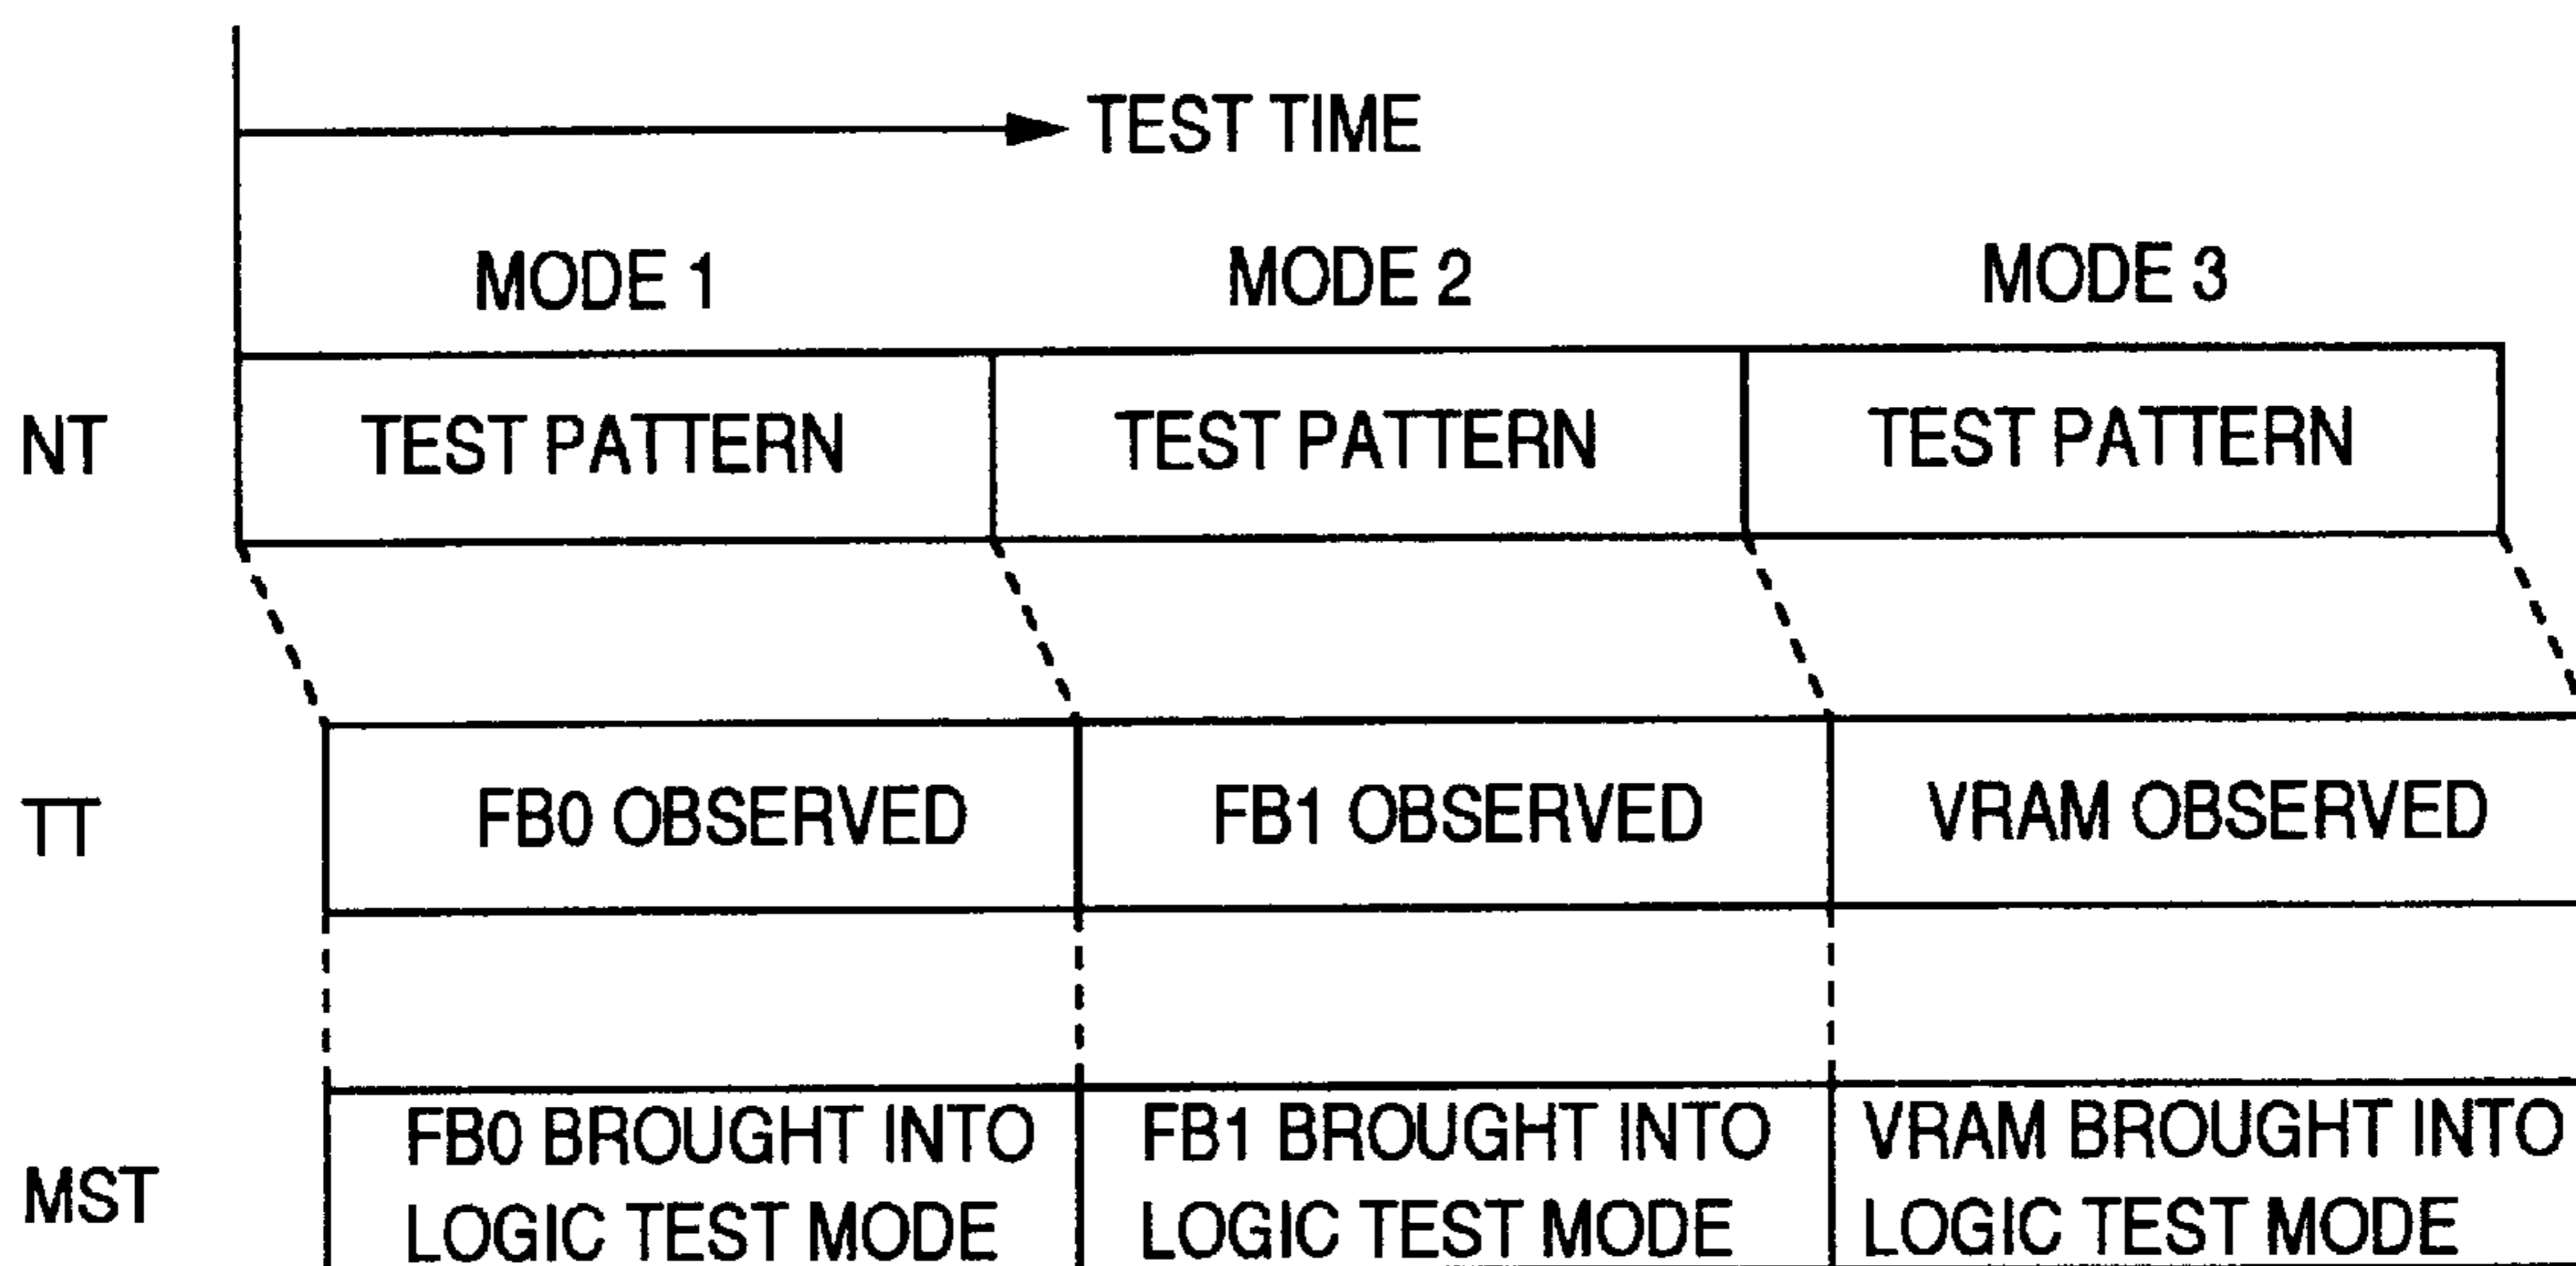 TEST TIME
MODE 1 MODE 2 MODE 3
NT TEST PATTERN TEST PATTERN TEST PATTERN
TT FB0 OBSERVED FB1 OBSERVED VRAM OBSERVED
MST FB0 BROUGHT INTO LOGIC TEST MODE FB1 BROUGHT INTO LOGIC TEST MODE VRAM BROUGHT INTO LOGIC TEST MODE